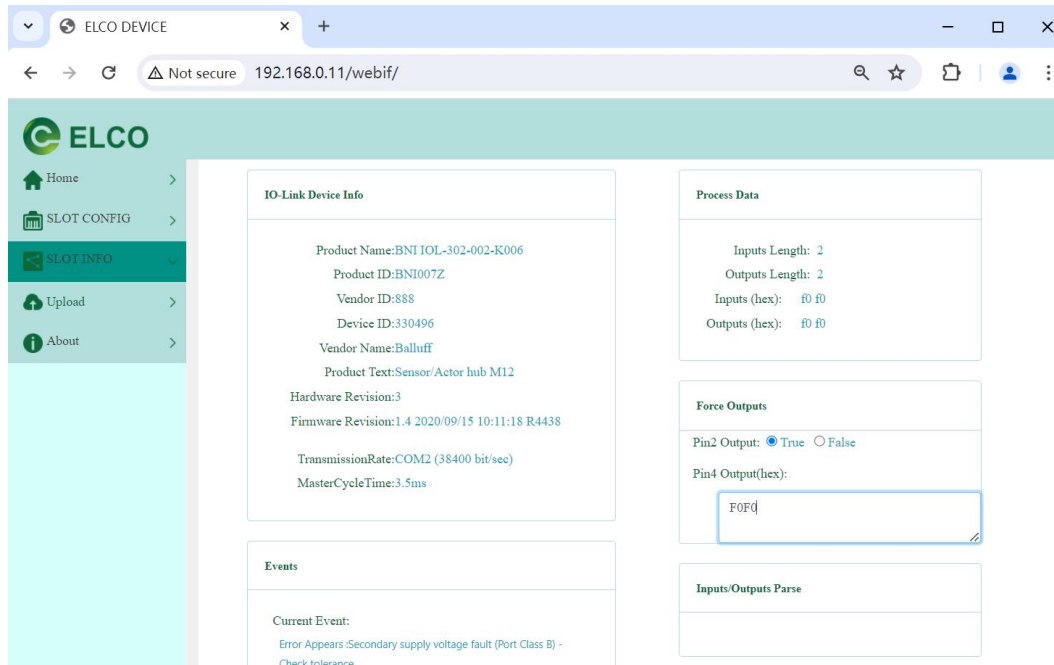 ELCO DEVICE
Not secure 192.168.0.11/webif/
ELCO
Home
SLOT CONFIG
SLOT INFO
Upload
About
IO-Link Device Info
Product Name:BNI IOL-302-002-K006
Product ID:BNI007Z
Vendor ID:888
Device ID:330496
Vendor Name:Balluff
Product Text:Sensor/Actor hub M12
Hardware Revision:3
Firmware Revision:1.4 2020/09/15 10:11:18 R4438
TransmissionRate:COM2 (38400 bit/sec)
MasterCycleTime:3.5ms
Events
Current Event:
Error Appears :Secondary supply voltage fault (Port Class B) -
Check tolerance
Process Data
Inputs Length: 2
Outputs Length: 2
Inputs (hex): f0 f0
Outputs (hex): f0 f0
Force Outputs
Pin2 Output: True False
Pin4 Output(hex):
F0F0
Inputs/Outputs Parse